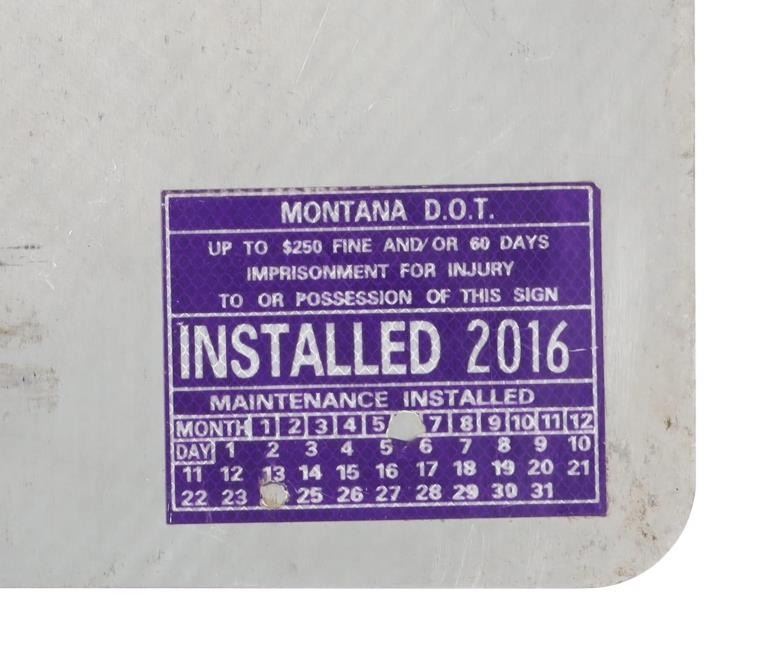 MONTANA D.O.T.
UP TO $250 FINE AND/OR 60 DAYS
IMPRISONMENT FOR INJURY
TO OR POSSESSION OF THIS SIGN
INSTALLED 2016
MAINTENANCE INSTALLED
MONTH 1 2 3 4 5 7 8 9 10 11 12
DAY 1 2 3 4 5 6 7 8 9 10
11 12 13 14 15 16 17 18 19 20 21
22 23 25 26 27 28 29 30 31